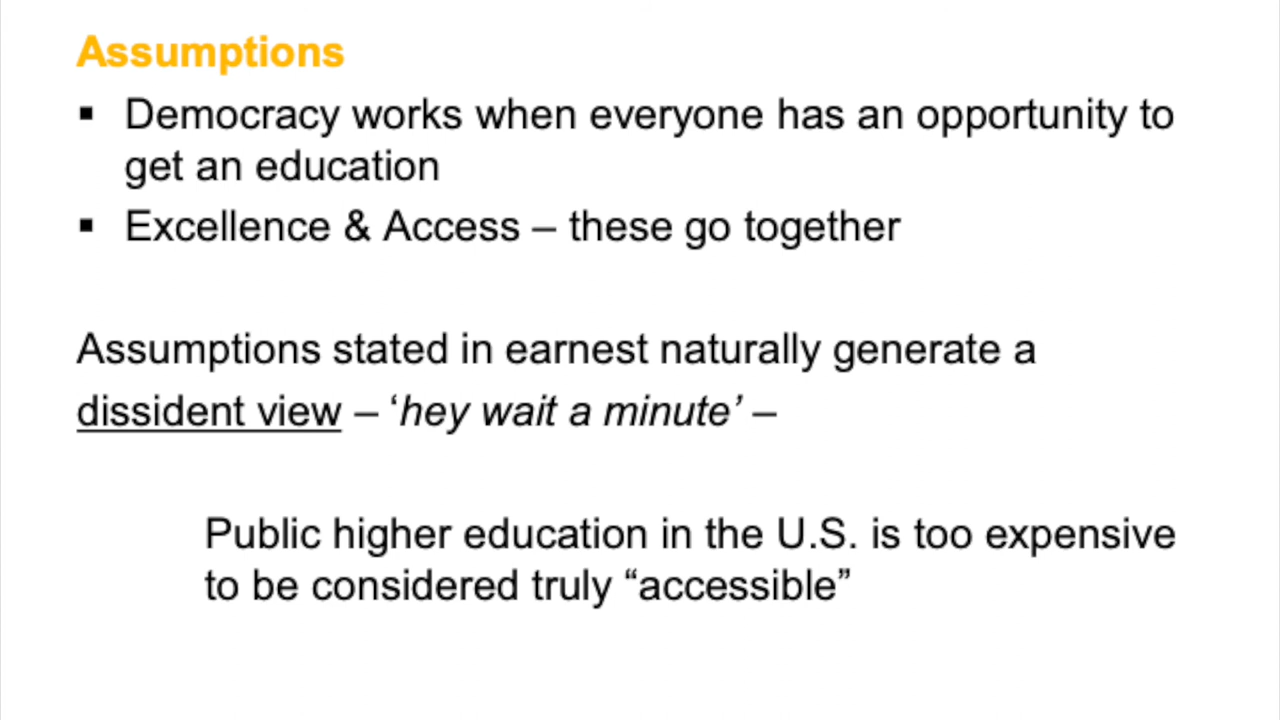 Assumptions
▪ Democracy works when everyone has an opportunity to
get an education
▪ Excellence & Access – these go together
Assumptions stated in earnest naturally generate a
dissident view – ‘hey wait a minute’ –
Public higher education in the U.S. is too expensive
to be considered truly “accessible”